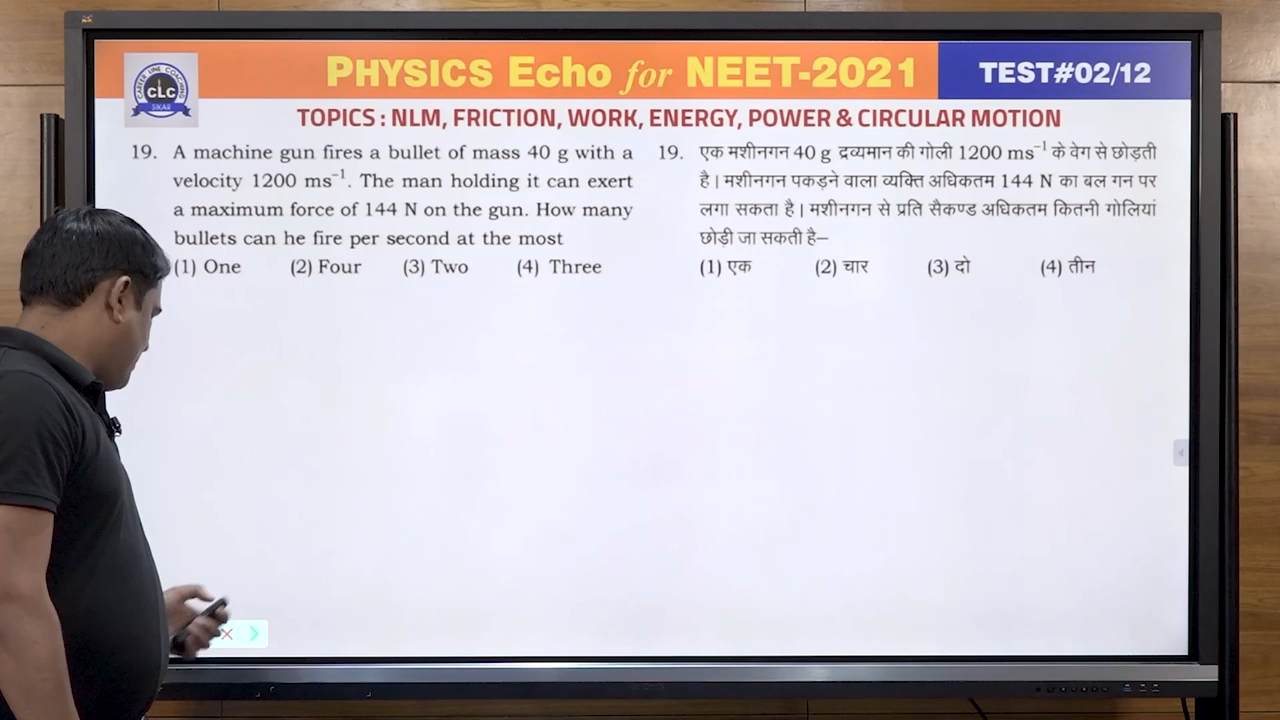 PHYSICS Echo for NEET-2021
TEST#02/12
CAREER LINE COACHING
CLC
SIKAR
TOPICS : NLM, FRICTION, WORK, ENERGY, POWER & CIRCULAR MOTION
19. A machine gun fires a bullet of mass 40 g with a
velocity 1200 ms⁻¹. The man holding it can exert
a maximum force of 144 N on the gun. How many
bullets can he fire per second at the most
(1) One (2) Four (3) Two (4) Three
19. एक मशीनगन 40 g द्रव्यमान की गोली 1200 ms⁻¹ के वेग से छोड़ती
है। मशीनगन पकड़ने वाला व्यक्ति अधिकतम 144 N का बल गन पर
लगा सकता है। मशीनगन से प्रति सैकण्ड अधिकतम कितनी गोलियां
छोड़ी जा सकती है–
(1) एक (2) चार (3) दो (4) तीन